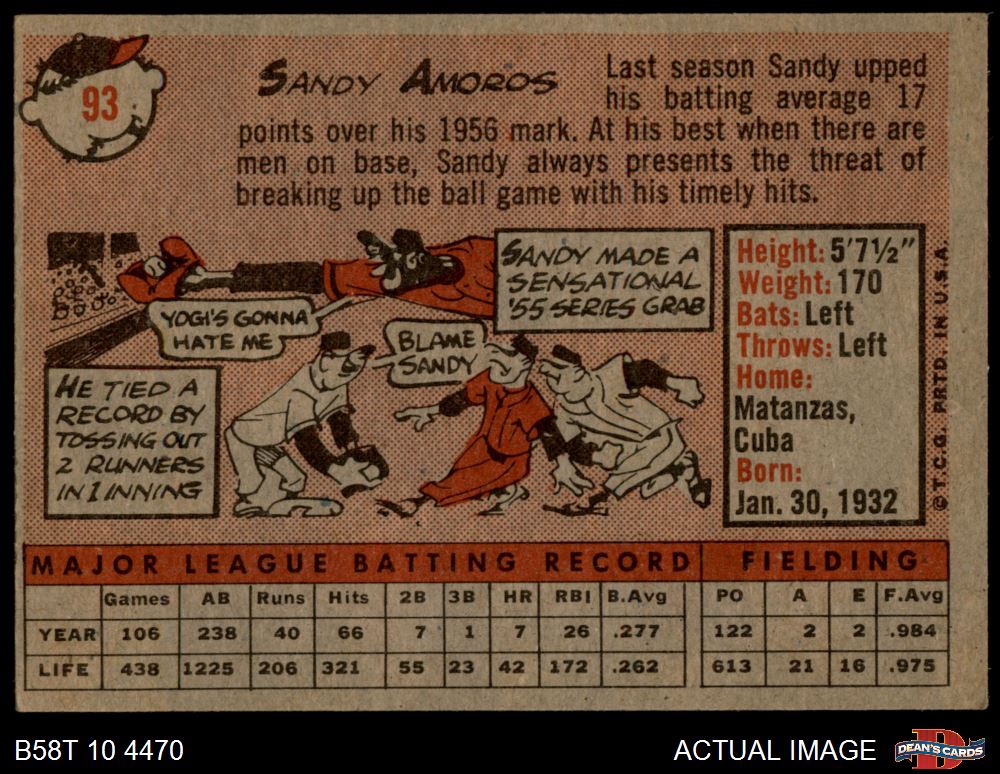 93
SANDY AMOROS
Last season Sandy upped
his batting average 17
points over his 1956 mark. At his best when there are
men on base, Sandy always presents the threat of
breaking up the ball game with his timely hits.
SANDY MADE A
SENSATIONAL
'55 SERIES GRAB
YOGI'S GONNA
HATE ME
BLAME
SANDY
HE TIED A
RECORD BY
TOSSING OUT
2 RUNNERS
IN 1 INNING
Height: 5'7½"
Weight: 170
Bats: Left
Throws: Left
Home:
Matanzas,
Cuba
Born:
Jan. 30, 1932
© T.C.G. PRTD. IN U.S.A.
MAJOR LEAGUE BATTING RECORD FIELDING
Games AB Runs Hits 2B 3B HR RBI B.Avg PO A E F.Avg
YEAR 106 238 40 66 7 1 7 26 .277 122 2 2 .984
LIFE 438 1225 206 321 55 23 42 172 .262 613 21 16 .975
B58T 10 4470
ACTUAL IMAGE
D
DEAN'S CARDS